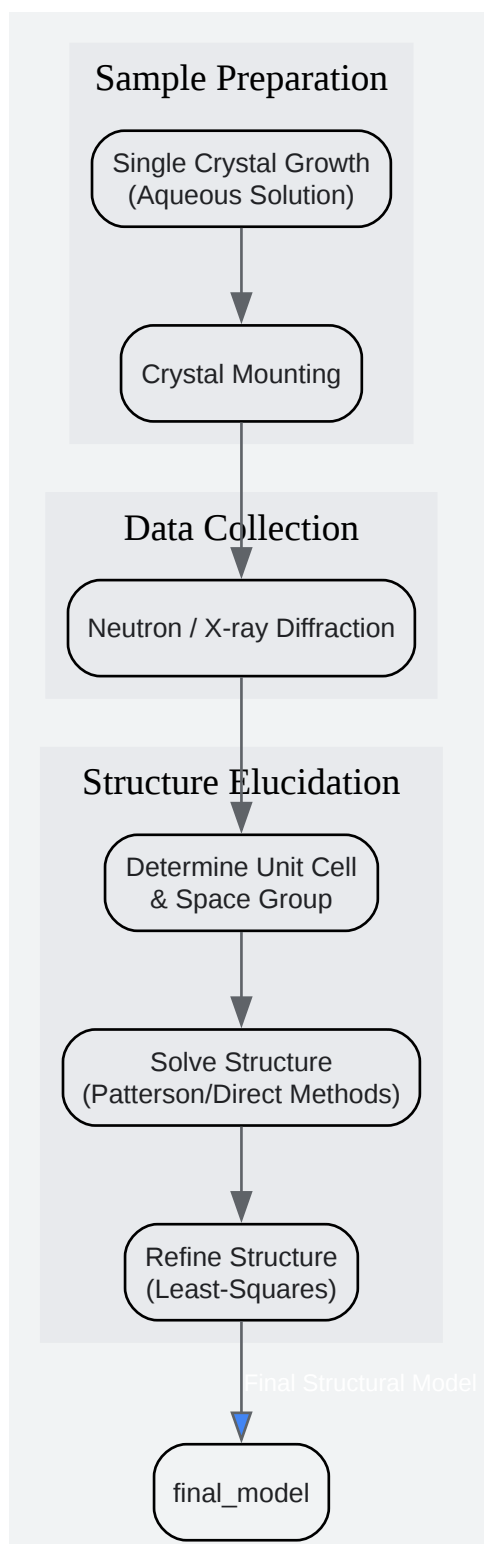 Sample Preparation
Single Crystal Growth
(Aqueous Solution)
Crystal Mounting
Data Collection
Neutron / X-ray Diffraction
Structure Elucidation
Determine Unit Cell
& Space Group
Solve Structure
(Patterson/Direct Methods)
Refine Structure
(Least-Squares)
Final Structural Model
final_model